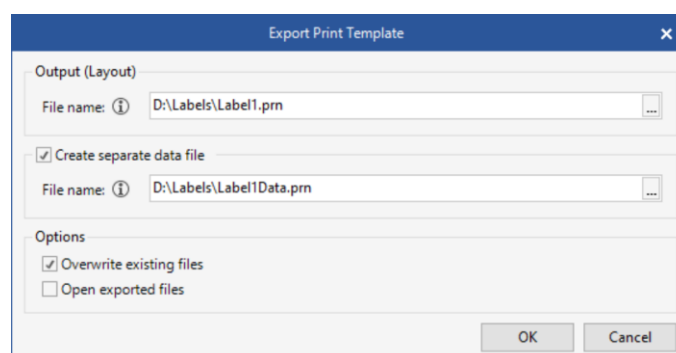 Export Print Template
Output (Layout)
File name: D:\Labels\Label1.prn
...
Create separate data file
File name: D:\Labels\Label1Data.prn
...
Options
Overwrite existing files
Open exported files
OK Cancel